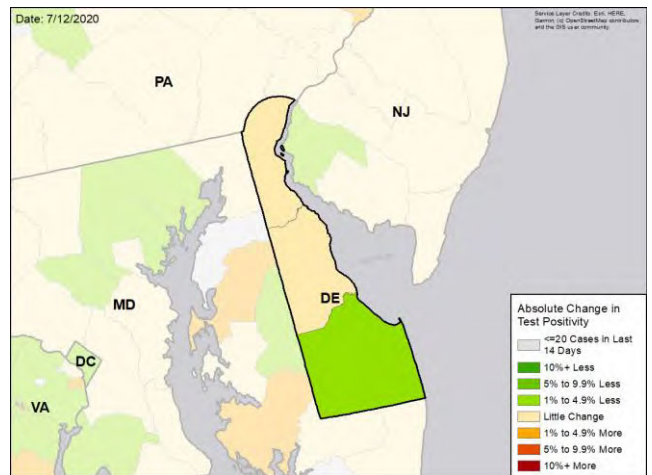 Date: 7/12/2020
Service Layer Credits: Esri, HERE,
Garmin, (c) OpenStreetMap contributors,
and the GIS user community
PA
NJ
MD
DE
DC
VA
Absolute Change in
Test Positivity
<=20 Cases in Last
14 Days
10%+ Less
5% to 9.9% Less
1% to 4.9% Less
Little Change
1% to 4.9% More
5% to 9.9% More
10%+ More